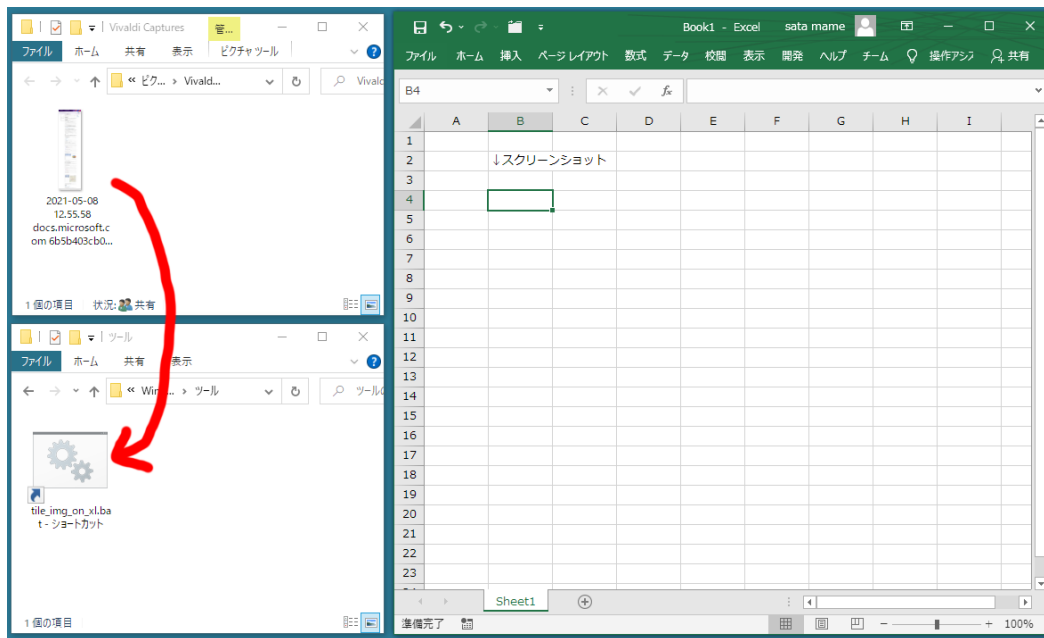 Vivaldi Captures
管...
ファイル ホーム 共有 表示 ピクチャ ツール
« ピク... › Vivald...
Vivald
2021-05-08
12.55.58
docs.microsoft.c
om 6b5b403cb0...
1 個の項目 状況: 共有
ツール
ファイル ホーム 共有 表示
« Win... › ツール
ツールの
tile_img_on_xl.ba
t - ショートカット
1 個の項目
Book1 - Excel sata mame
ファイル ホーム 挿入 ページ レイアウト 数式 データ 校閲 表示 開発 ヘルプ チーム 操作アシス 共有
B4 fx
A B C D E F G H I
1
2 ↓スクリーンショット
3
4
5
6
7
8
9
10
11
12
13
14
15
16
17
18
19
20
21
22
23
Sheet1
準備完了 100%